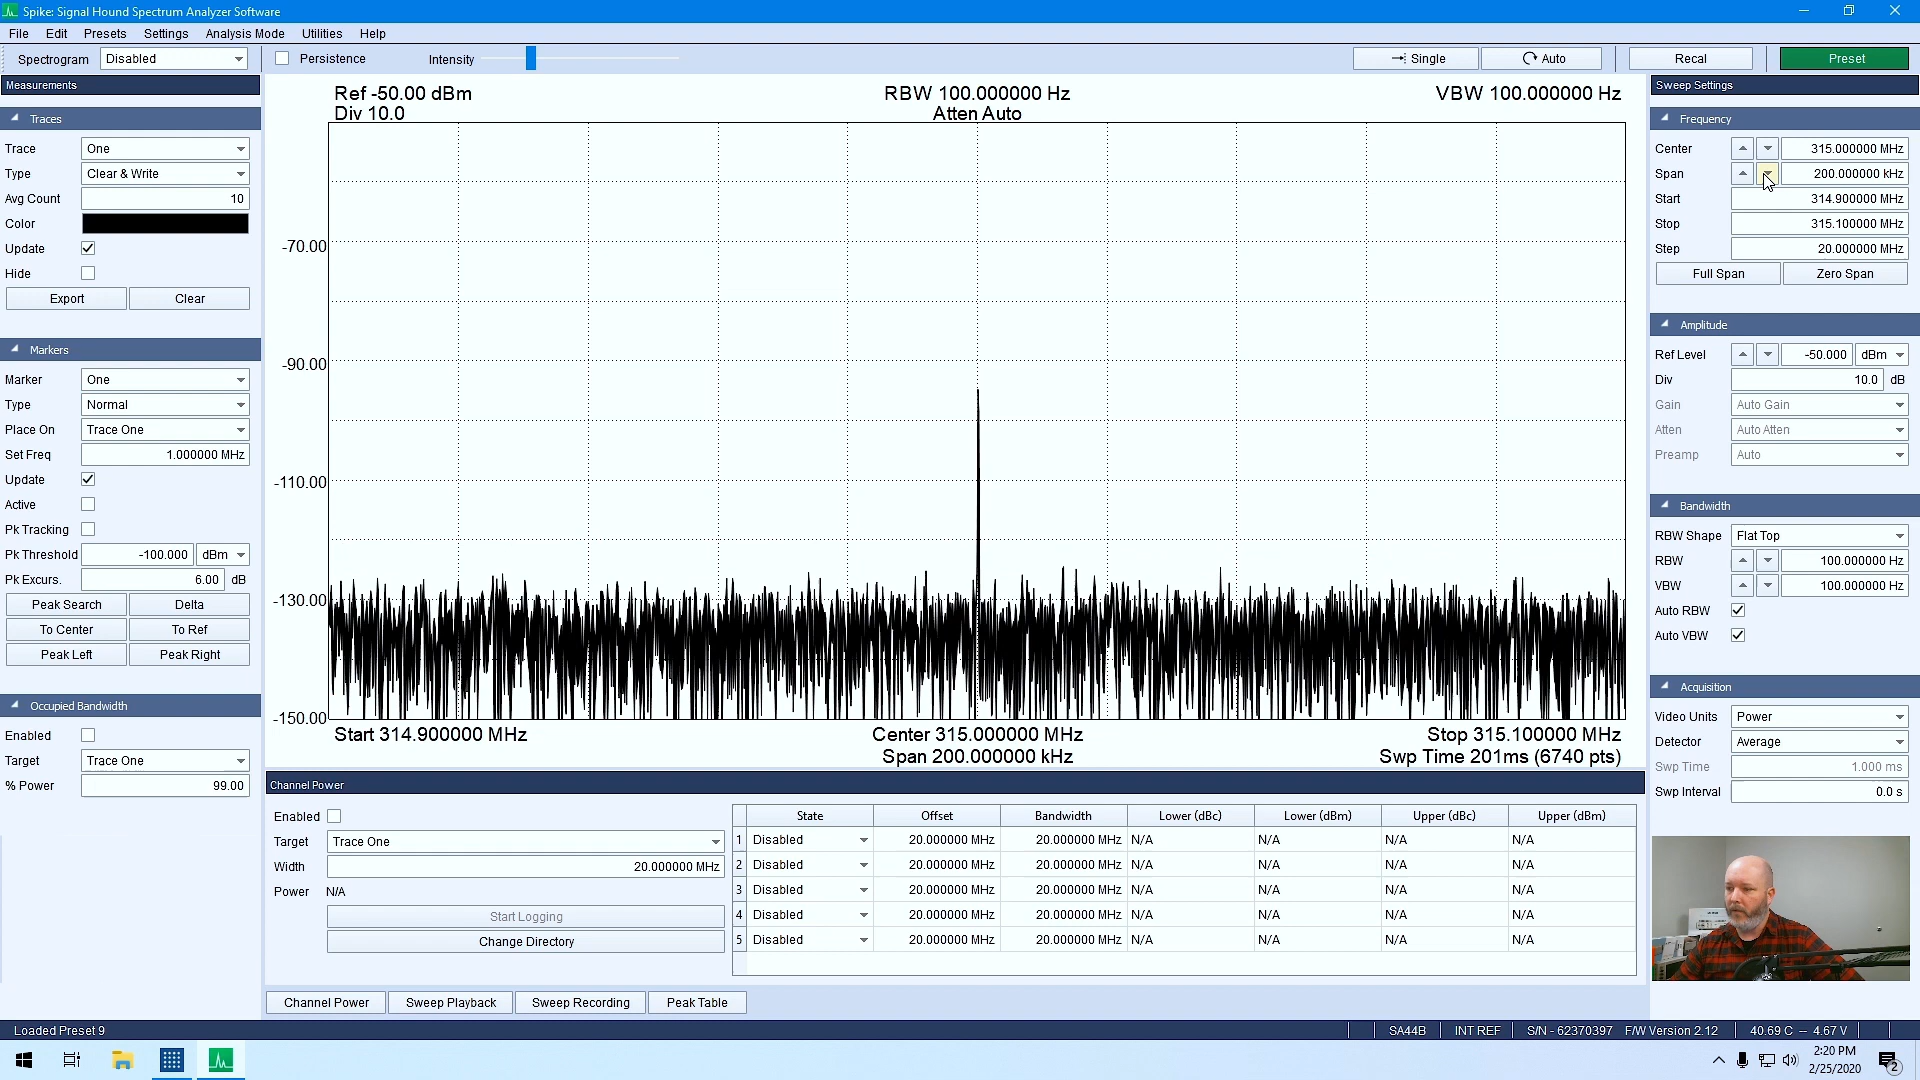 Spike: Signal Hound Spectrum Analyzer Software
File Edit Presets Settings Analysis Mode Utilities Help
Spectrogram Disabled Persistence Intensity Single Auto Recal Preset
Measurements
Traces
Trace One
Type Clear & Write
Avg Count 10
Color
Update
Hide
Export Clear
Markers
Marker One
Type Normal
Place On Trace One
Set Freq 1.000000 MHz
Update
Active
Pk Tracking
Pk Threshold -100.000 dBm
Pk Excurs. 6.00 dB
Peak Search Delta
To Center To Ref
Peak Left Peak Right
Occupied Bandwidth
Enabled
Target Trace One
% Power 99.00
Ref -50.00 dBm RBW 100.000000 Hz VBW 100.000000 Hz
Div 10.0 Atten Auto
-70.00
-90.00
-110.00
-130.00
-150.00
Start 314.900000 MHz Center 315.000000 MHz Stop 315.100000 MHz
Span 200.000000 kHz Swp Time 201ms (6740 pts)
Channel Power
Enabled
Target Trace One
Width 20.000000 MHz
Power N/A
Start Logging
Change Directory
State Offset Bandwidth Lower (dBc) Lower (dBm) Upper (dBc) Upper (dBm)
1 Disabled 20.000000 MHz 20.000000 MHz N/A N/A N/A N/A
2 Disabled 20.000000 MHz 20.000000 MHz N/A N/A N/A N/A
3 Disabled 20.000000 MHz 20.000000 MHz N/A N/A N/A N/A
4 Disabled 20.000000 MHz 20.000000 MHz N/A N/A N/A N/A
5 Disabled 20.000000 MHz 20.000000 MHz N/A N/A N/A N/A
Channel Power Sweep Playback Sweep Recording Peak Table
Sweep Settings
Frequency
Center 315.000000 MHz
Span 200.000000 kHz
Start 314.900000 MHz
Stop 315.100000 MHz
Step 20.000000 MHz
Full Span Zero Span
Amplitude
Ref Level -50.000 dBm
Div 10.0 dB
Gain Auto Gain
Atten Auto Atten
Preamp Auto
Bandwidth
RBW Shape Flat Top
RBW 100.000000 Hz
VBW 100.000000 Hz
Auto RBW
Auto VBW
Acquisition
Video Units Power
Detector Average
Swp Time 1.000 ms
Swp Interval 0.0 s
Loaded Preset 9 SA44B INT REF S/N - 62370397 F/W Version 2.12 40.69 C -- 4.67 V
2:20 PM
2/25/2020
2